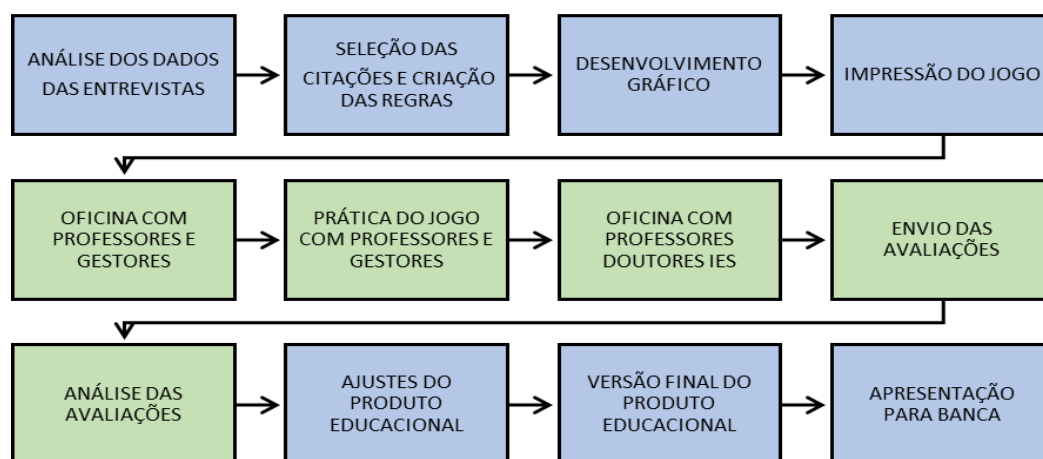 ANÁLISE DOS DADOS
DAS ENTREVISTAS
SELEÇÃO DAS
CITAÇÕES E CRIAÇÃO
DAS REGRAS
DESENVOLVIMENTO
GRÁFICO
IMPRESSÃO DO JOGO
OFICINA COM
PROFESSORES E
GESTORES
PRÁTICA DO JOGO
COM PROFESSORES E
GESTORES
OFICINA COM
PROFESSORES
DOUTORES IES
ENVIO DAS
AVALIAÇÕES
ANÁLISE DAS
AVALIAÇÕES
AJUSTES DO
PRODUTO
EDUCACIONAL
VERSÃO FINAL DO
PRODUTO
EDUCACIONAL
APRESENTAÇÃO
PARA BANCA